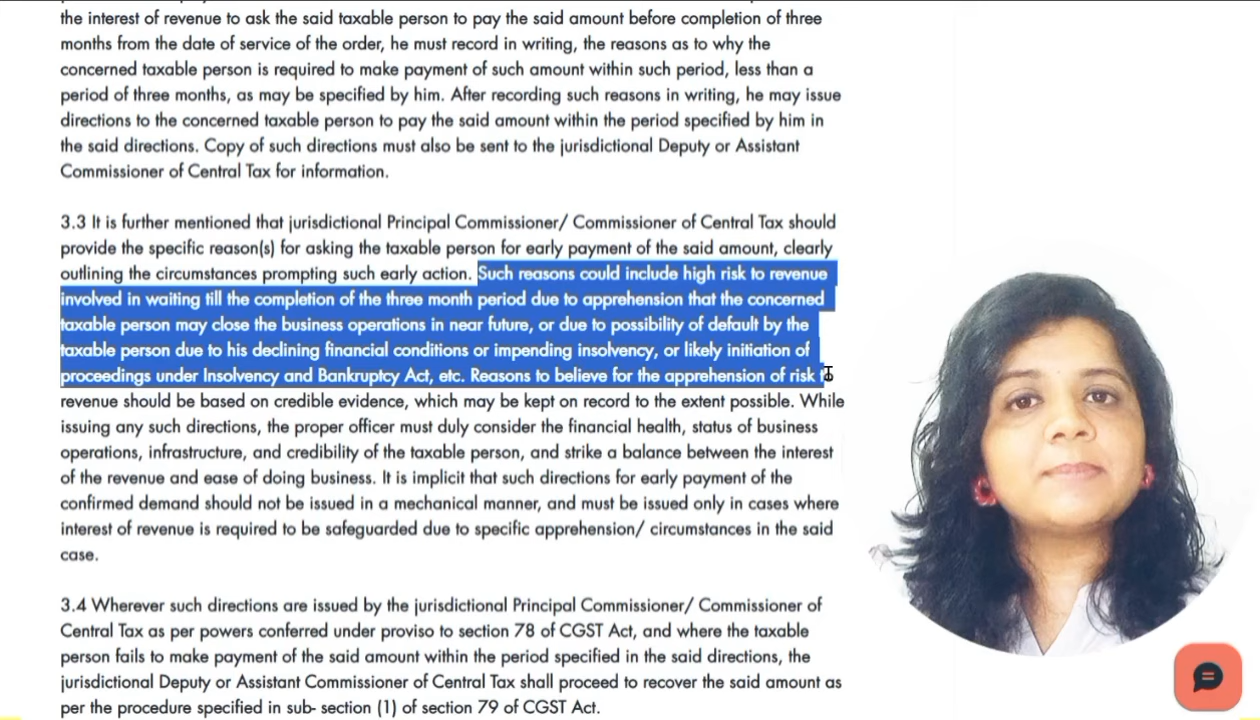 the interest of revenue to ask the said taxable person to pay the said amount before completion of three
months from the date of service of the order, he must record in writing, the reasons as to why the
concerned taxable person is required to make payment of such amount within such period, less than a
period of three months, as may be specified by him. After recording such reasons in writing, he may issue
directions to the concerned taxable person to pay the said amount within the period specified by him in
the said directions. Copy of such directions must also be sent to the jurisdictional Deputy or Assistant
Commissioner of Central Tax for information.
3.3 It is further mentioned that jurisdictional Principal Commissioner/ Commissioner of Central Tax should
provide the specific reason(s) for asking the taxable person for early payment of the said amount, clearly
outlining the circumstances prompting such early action. Such reasons could include high risk to revenue
involved in waiting till the completion of the three month period due to apprehension that the concerned
taxable person may close the business operations in near future, or due to possibility of default by the
taxable person due to his declining financial conditions or impending insolvency, or likely initiation of
proceedings under Insolvency and Bankruptcy Act, etc. Reasons to believe for the apprehension of risk
revenue should be based on credible evidence, which may be kept on record to the extent possible. While
issuing any such directions, the proper officer must duly consider the financial health, status of business
operations, infrastructure, and credibility of the taxable person, and strike a balance between the interest
of the revenue and ease of doing business. It is implicit that such directions for early payment of the
confirmed demand should not be issued in a mechanical manner, and must be issued only in cases where
interest of revenue is required to be safeguarded due to specific apprehension/ circumstances in the said
case.
3.4 Wherever such directions are issued by the jurisdictional Principal Commissioner/ Commissioner of
Central Tax as per powers conferred under proviso to section 78 of CGST Act, and where the taxable
person fails to make payment of the said amount within the period specified in the said directions, the
jurisdictional Deputy or Assistant Commissioner of Central Tax shall proceed to recover the said amount as
per the procedure specified in sub- section (1) of section 79 of CGST Act.